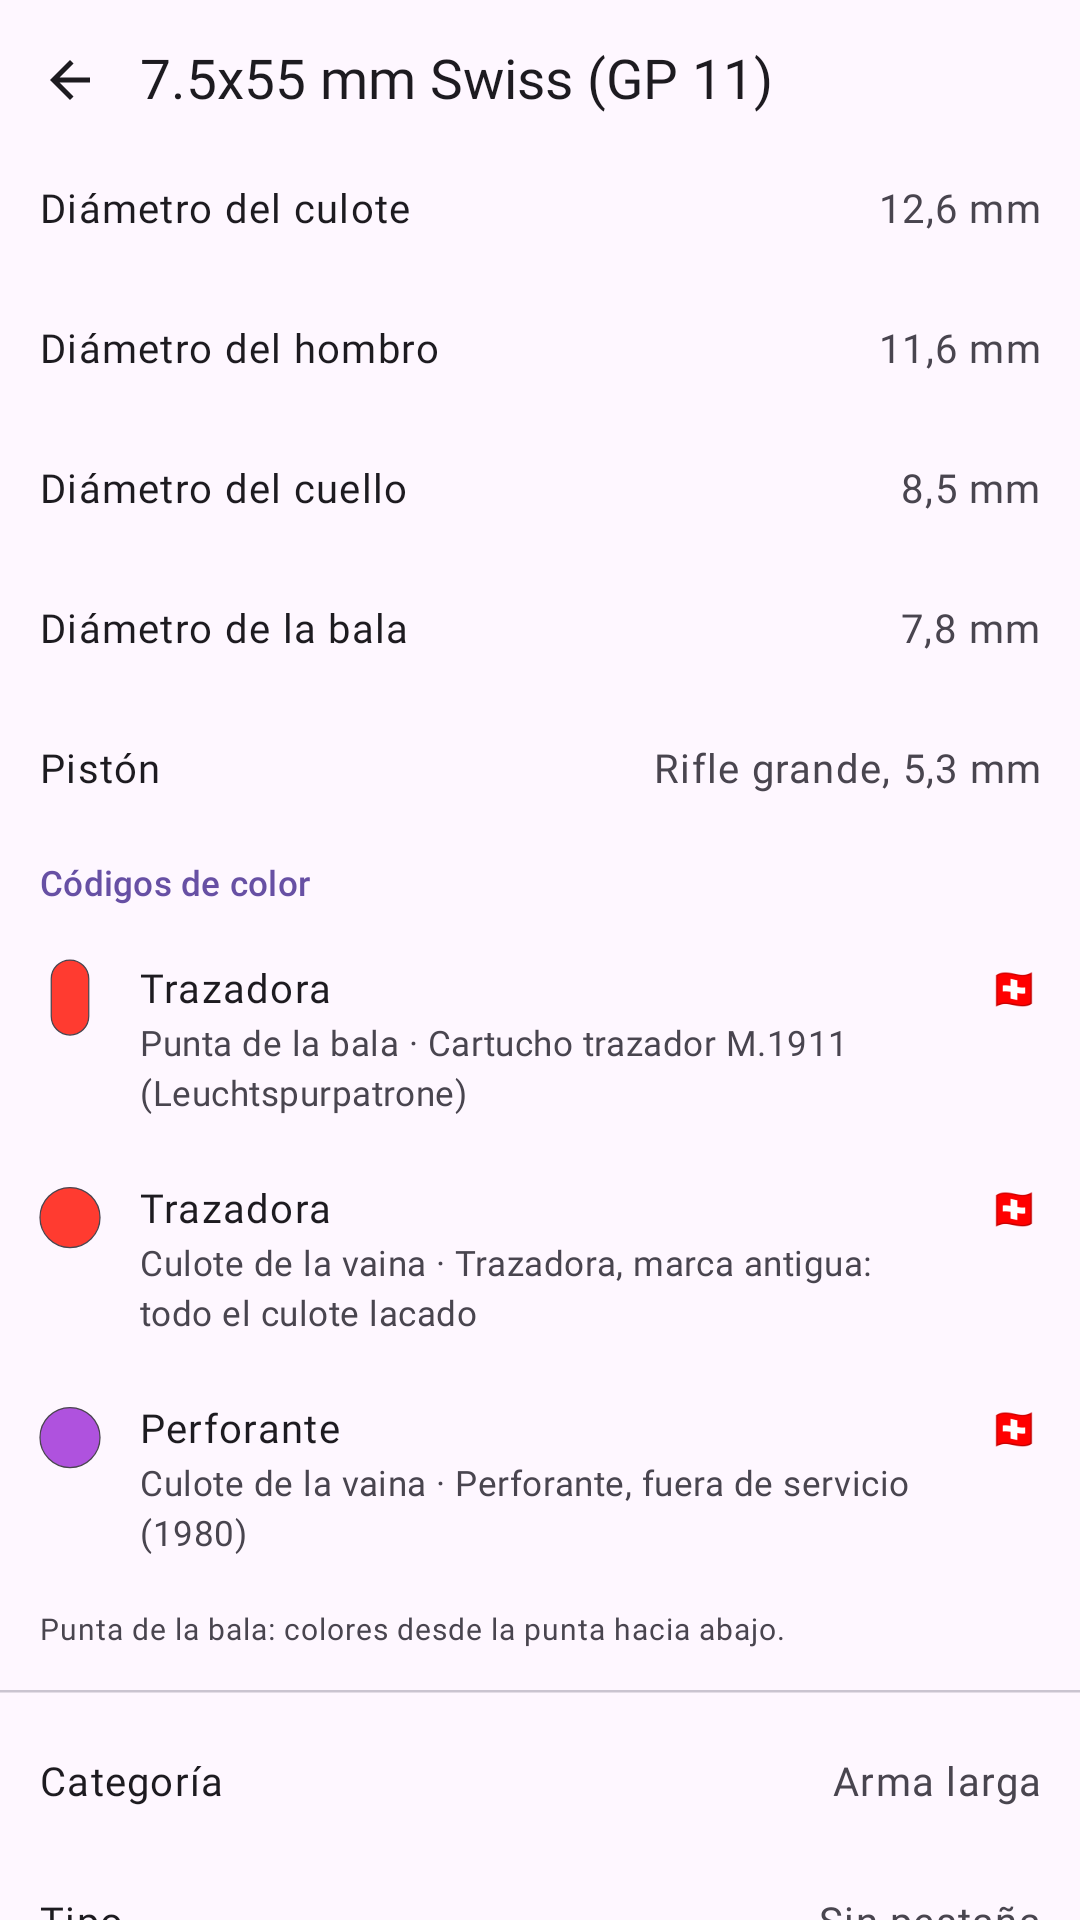 7.5x55 mm Swiss (GP 11)
Diámetro del culote 12,6 mm
Diámetro del hombro 11,6 mm
Diámetro del cuello 8,5 mm
Diámetro de la bala 7,8 mm
Pistón Rifle grande, 5,3 mm
Códigos de color
Trazadora
Punta de la bala · Cartucho trazador M.1911
(Leuchtspurpatrone)
Trazadora
Culote de la vaina · Trazadora, marca antigua:
todo el culote lacado
Perforante
Culote de la vaina · Perforante, fuera de servicio
(1980)
Punta de la bala: colores desde la punta hacia abajo.
Categoría Arma larga
Tipo Sin pestaña